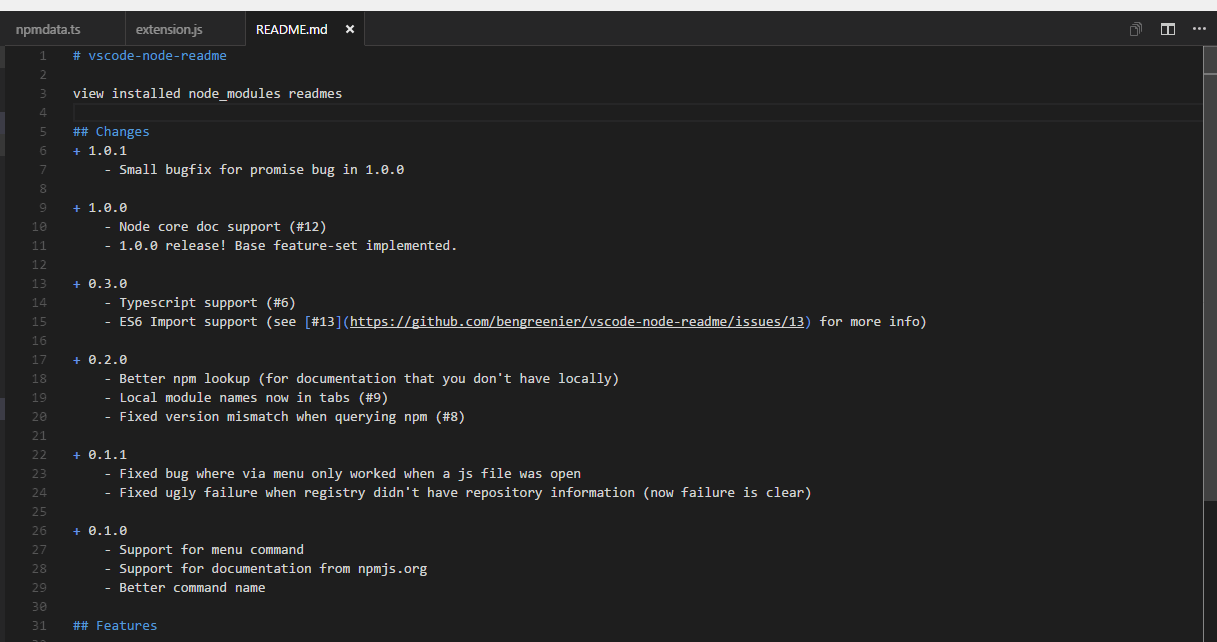 npmdata.ts extension.js README.md
1 # vscode-node-readme
2
3 view installed node_modules readmes
4
5 ## Changes
6 + 1.0.1
7 - Small bugfix for promise bug in 1.0.0
8
9 + 1.0.0
10 - Node core doc support (#12)
11 - 1.0.0 release! Base feature-set implemented.
12
13 + 0.3.0
14 - Typescript support (#6)
15 - ES6 Import support (see [#13](https://github.com/bengreenier/vscode-node-readme/issues/13) for more info)
16
17 + 0.2.0
18 - Better npm lookup (for documentation that you don't have locally)
19 - Local module names now in tabs (#9)
20 - Fixed version mismatch when querying npm (#8)
21
22 + 0.1.1
23 - Fixed bug where via menu only worked when a js file was open
24 - Fixed ugly failure when registry didn't have repository information (now failure is clear)
25
26 + 0.1.0
27 - Support for menu command
28 - Support for documentation from npmjs.org
29 - Better command name
30
31 ## Features